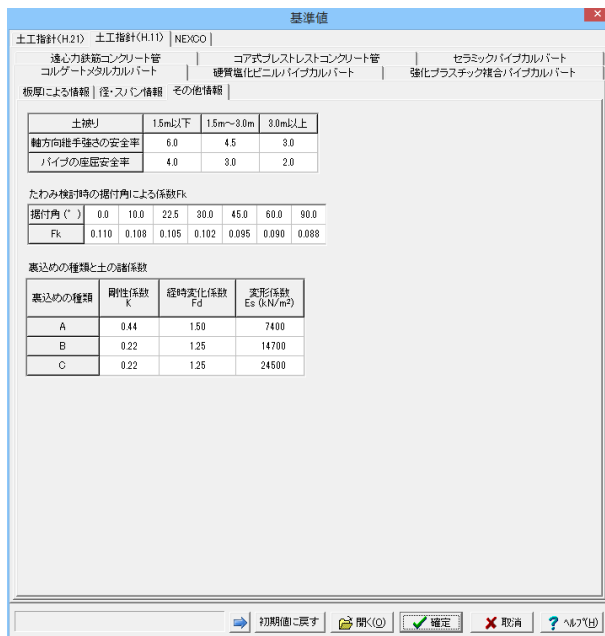 基準値
土工指針(H.21) 土工指針(H.11) NEXCO
遠心力鉄筋コンクリート管 コア式プレストレストコンクリート管 セラミックパイプカルバート
コルゲートメタルカルバート 硬質塩化ビニルパイプカルバート 強化プラスチック複合パイプカルバート
板厚による情報 径・スパン情報 その他情報
土被り 1.5m以下 1.5m～3.0m 3.0m以上
軸方向継手強さの安全率 6.0 4.5 3.0
パイプの座屈安全率 4.0 3.0 2.0
たわみ検討時の据付角による係数Fk
据付角(°) 0.0 10.0 22.5 30.0 45.0 60.0 90.0
Fk 0.110 0.108 0.105 0.102 0.095 0.090 0.088
裏込めの種類と土の諸係数
裏込めの種類 剛性係数 K 経時変化係数 Fd 変形係数 Es (kN/m²)
A 0.44 1.50 7400
B 0.22 1.25 14700
C 0.22 1.25 24500
初期値に戻す 開く(O) 確定 取消 ヘルプ(H)